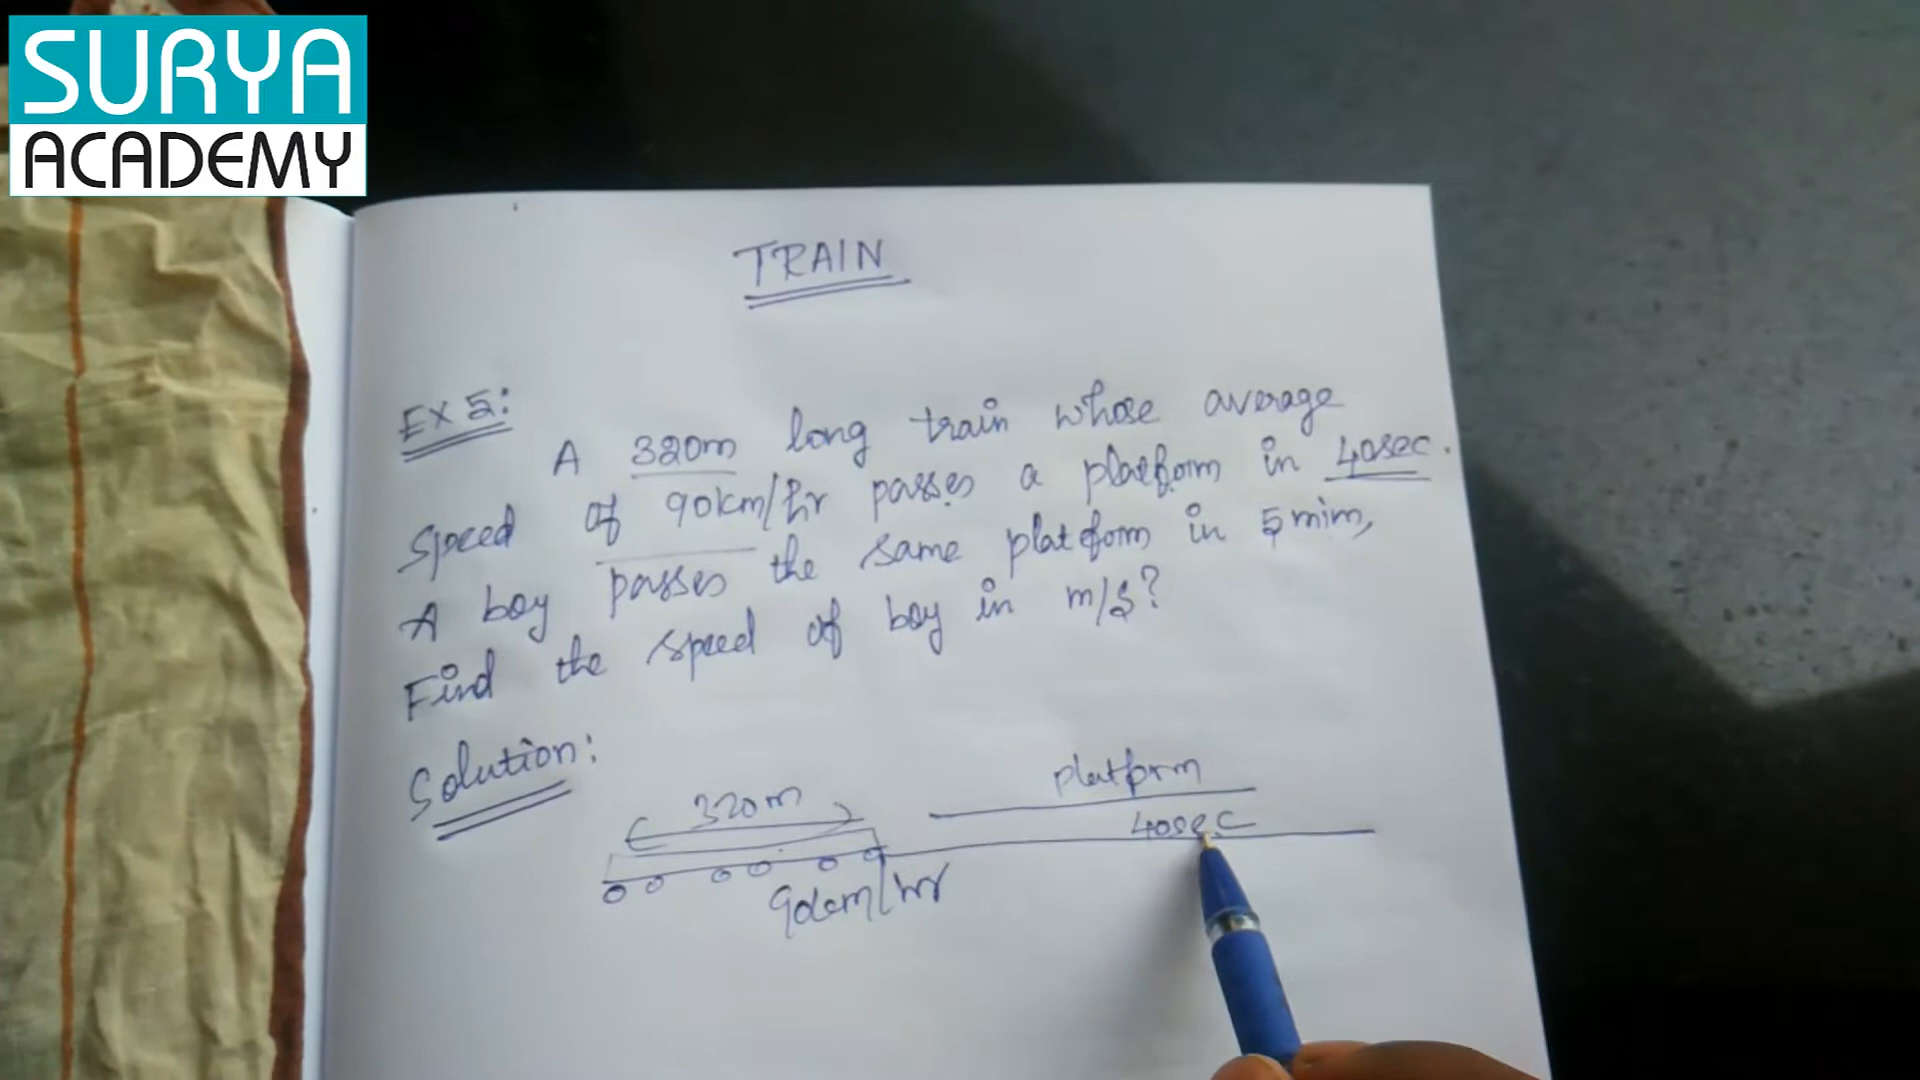 SURYA
ACADEMY
TRAIN
Ex 5:
A 320m long train whose average
speed of 90km/hr passes a platform in 40sec.
A boy passes the same platform in 5 mim,
Find the speed of boy in m/s?
Solution:
320m
platform
40sec
90km/hr